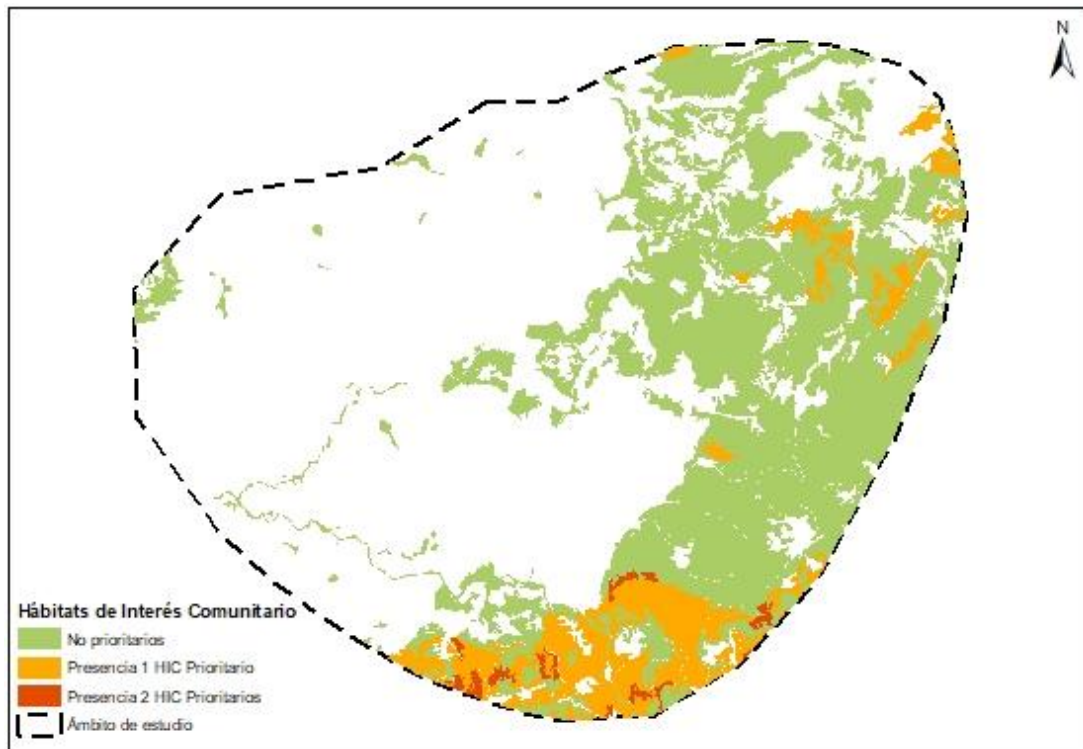 N
Hábitats de Interés Comunitario
No prioritarios
Presencia 1 HIC Prioritario
Presencia 2 HIC Prioritarios
Ámbito de estudio